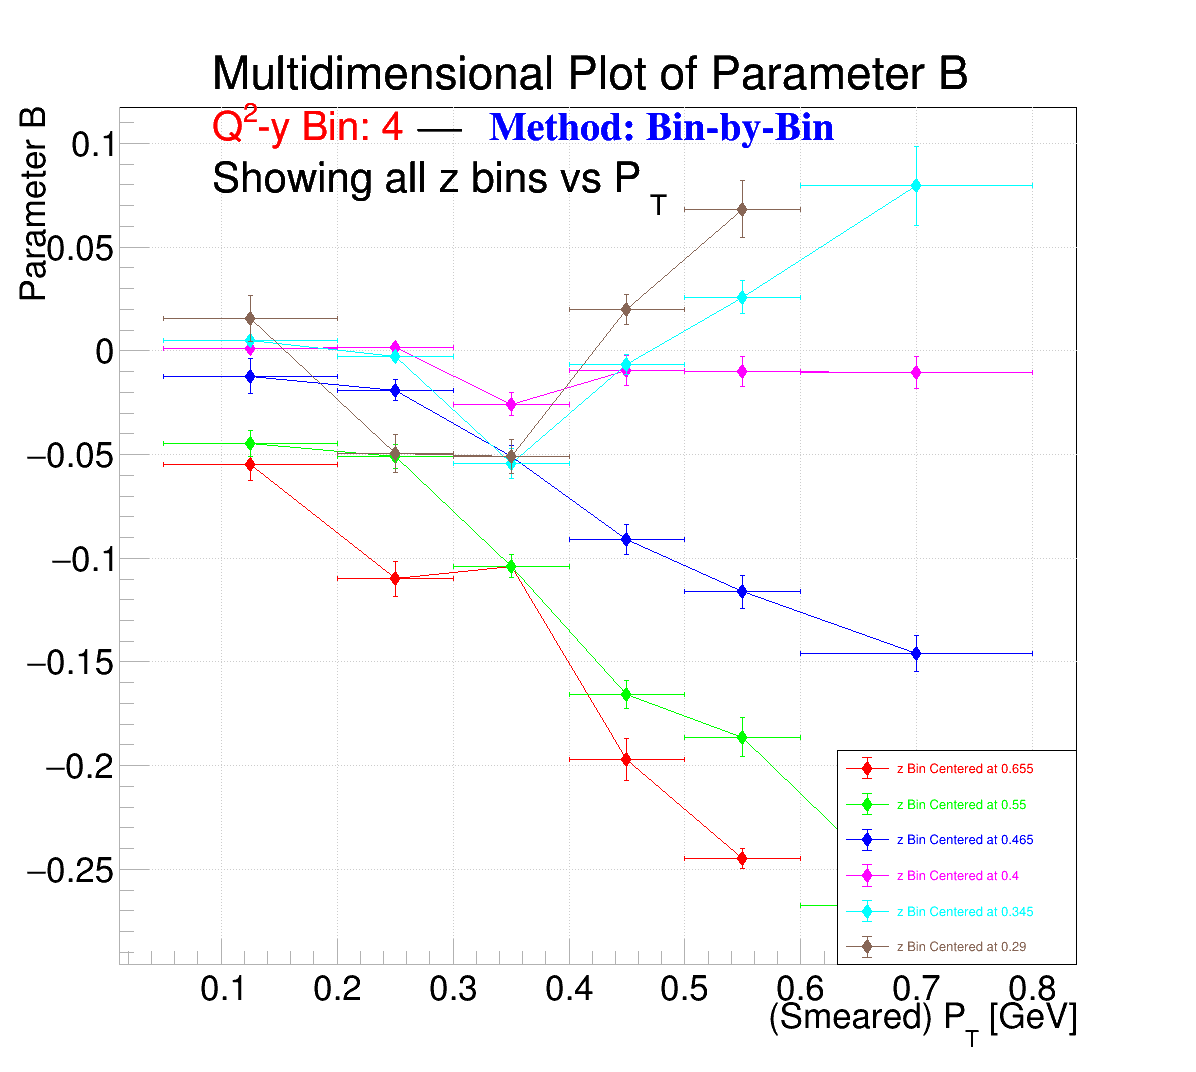 Multidimensional Plot of Parameter B
Q²-y Bin: 4 — Method: Bin-by-Bin
Showing all z bins vs P_T
Parameter B
0.1
0.05
0
−0.05
−0.1
−0.15
−0.2
−0.25
z Bin Centered at 0.655
z Bin Centered at 0.55
z Bin Centered at 0.465
z Bin Centered at 0.4
z Bin Centered at 0.345
z Bin Centered at 0.29
0.1 0.2 0.3 0.4 0.5 0.6 0.7 0.8
(Smeared) P_T [GeV]